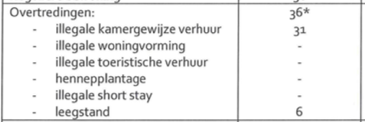 Overtredingen: 36*
- illegale kamergewijze verhuur 31
- illegale woningvorming -
- illegale toeristische verhuur -
- hennepplantage -
- illegale short stay -
- leegstand 6